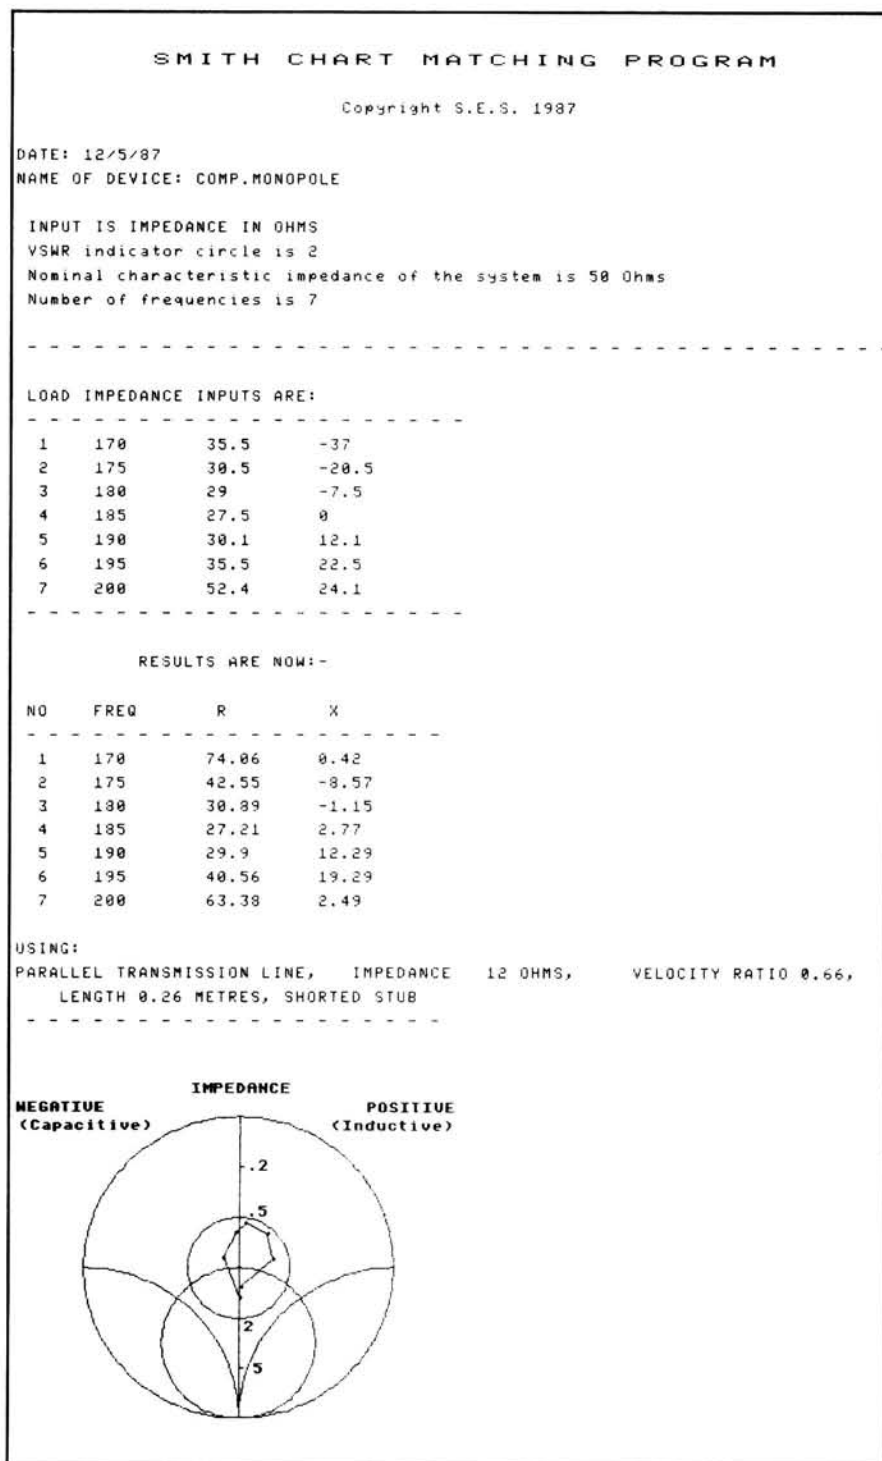 SMITH CHART MATCHING PROGRAM
Copyright S.E.S. 1987
DATE: 12/5/87
NAME OF DEVICE: COMP.MONOPOLE
INPUT IS IMPEDANCE IN OHMS
VSWR indicator circle is 2
Nominal characteristic impedance of the system is 50 Ohms
Number of frequencies is 7
- - - - - - - - - - - - - - - - - - - - - - - - - - - - - - - - - - - - - - -
LOAD IMPEDANCE INPUTS ARE:
- - - - - - - - - - - - - - - - - - - -
1 170 35.5 -37
2 175 30.5 -20.5
3 180 29 -7.5
4 185 27.5 0
5 190 30.1 12.1
6 195 35.5 22.5
7 200 52.4 24.1
- - - - - - - - - - - - - - - - - - - -
RESULTS ARE NOW:-
NO FREQ R X
- - - - - - - - - - - - - - - - - - -
1 170 74.06 0.42
2 175 42.55 -8.57
3 180 30.89 -1.15
4 185 27.21 2.77
5 190 29.9 12.29
6 195 40.56 19.29
7 200 63.38 2.49
USING:
PARALLEL TRANSMISSION LINE, IMPEDANCE 12 OHMS, VELOCITY RATIO 0.66,
LENGTH 0.26 METRES, SHORTED STUB
- - - - - - - - - - - - - - - - - - -
IMPEDANCE
NEGATIVE POSITIVE
(Capacitive) (Inductive)
.2
.5
2
5